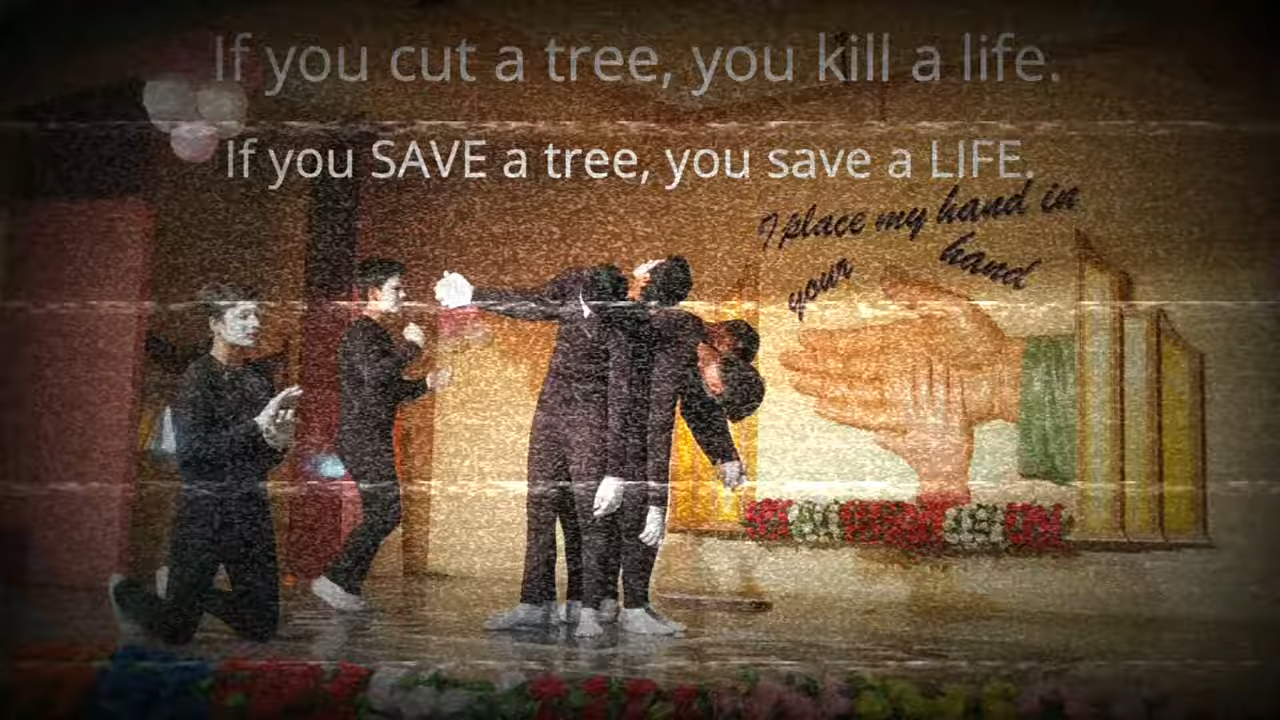 If you cut a tree, you kill a life.
If you SAVE a tree, you save a LIFE.
I place my hand in
your hand